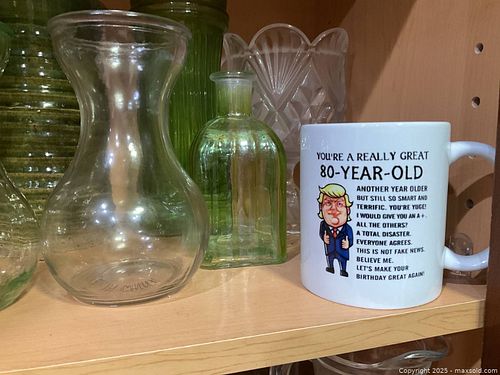 YOU'RE A REALLY GREAT
80-YEAR-OLD
ANOTHER YEAR OLDER
BUT STILL SO SMART AND
TERRIFIC. YOU'RE YUGE!
I WOULD GIVE YOU AN A+.
ALL THE OTHERS?
A TOTAL DISASTER.
EVERYONE AGREES.
THIS IS NOT FAKE NEWS.
BELIEVE ME.
LET'S MAKE YOUR
BIRTHDAY GREAT AGAIN!
Copyright 2025 - maxsold.com